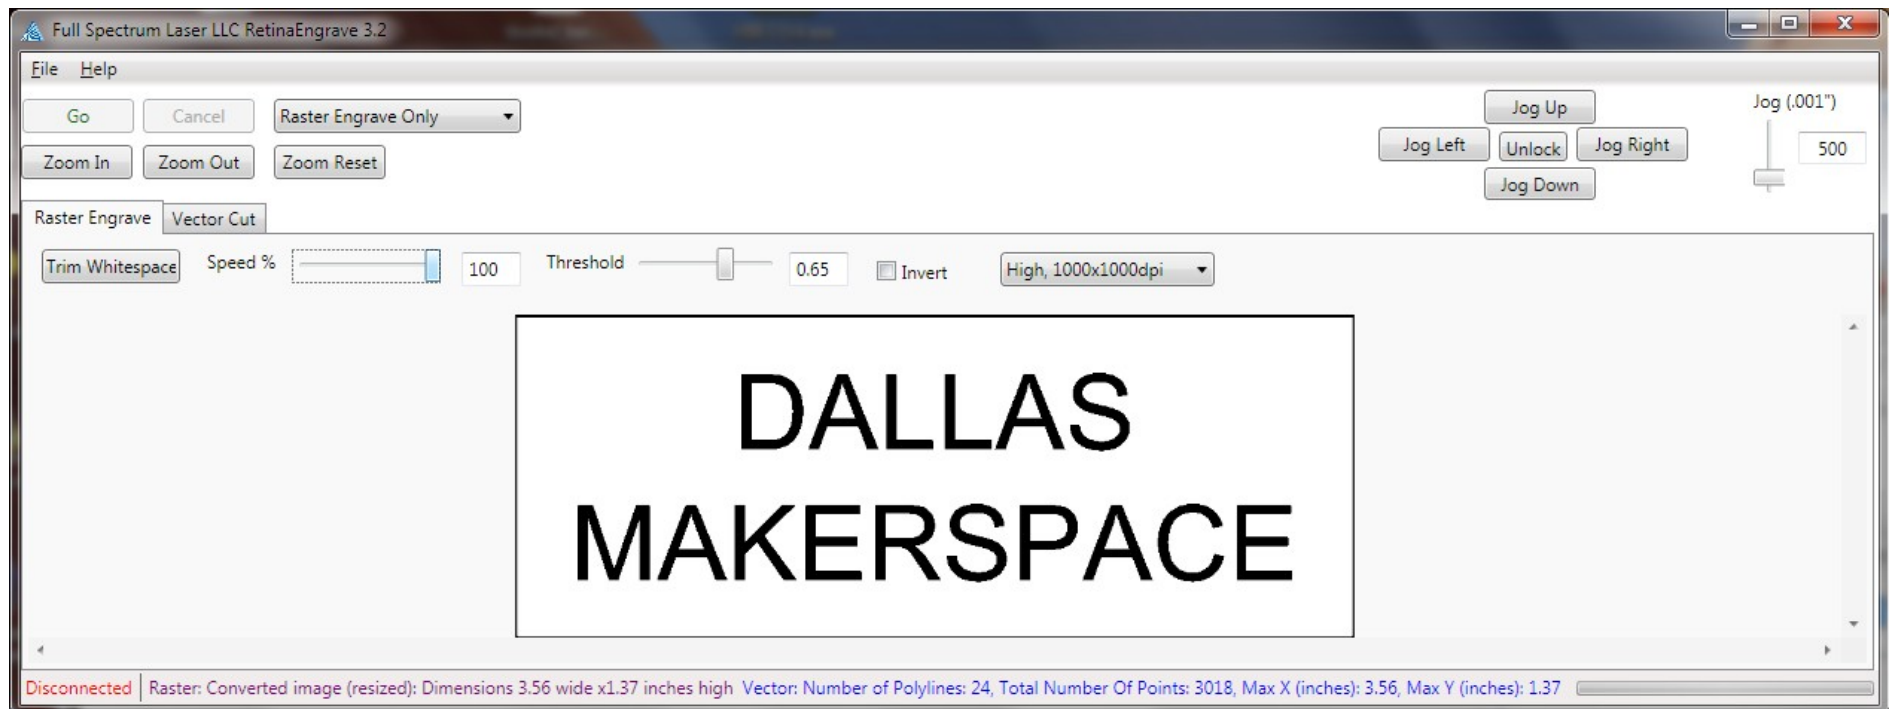 Full Spectrum Laser LLC RetinaEngrave 3.2
File Help
Go Cancel Raster Engrave Only
Zoom In Zoom Out Zoom Reset
Jog Up
Jog Left Unlock Jog Right
Jog Down
Jog (.001")
500
Raster Engrave Vector Cut
Trim Whitespace Speed % 100 Threshold 0.65 Invert High, 1000x1000dpi
DALLAS
MAKERSPACE
Disconnected Raster: Converted image (resized): Dimensions 3.56 wide x1.37 inches high Vector: Number of Polylines: 24, Total Number Of Points: 3018, Max X (inches): 3.56, Max Y (inches): 1.37